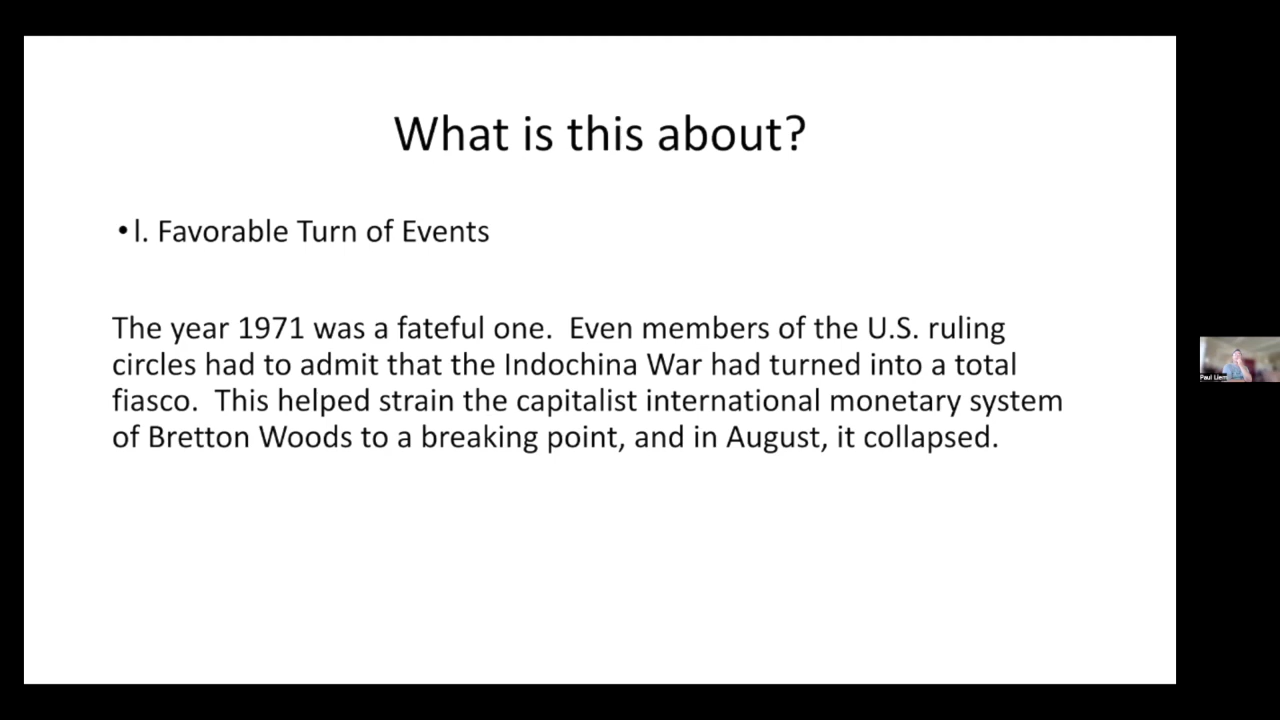 What is this about?
• l. Favorable Turn of Events
The year 1971 was a fateful one.  Even members of the U.S. ruling
circles had to admit that the Indochina War had turned into a total
fiasco.  This helped strain the capitalist international monetary system
of Bretton Woods to a breaking point, and in August, it collapsed.
Paul Liem